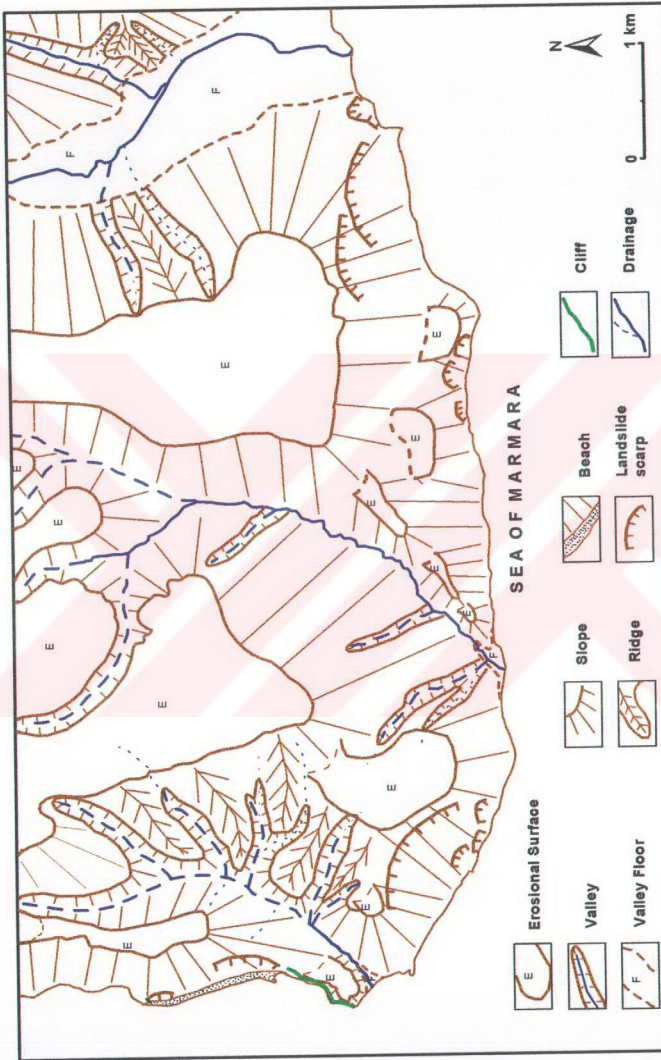 E
E
E
F
E
E
F
E
E
F
E
E
E
E
E
E
F
SEA OF MARMARA
N
E
Erosional Surface
Slope
Beach
Cliff
Valley
Ridge
Landslide
scarp
Drainage
F
Valley Floor
0
1 km